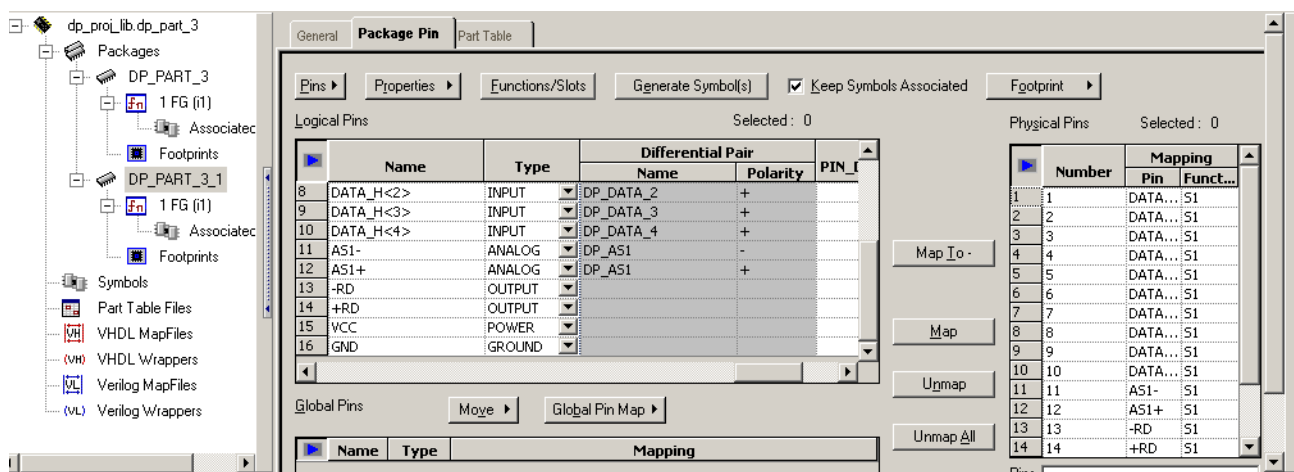 dp_proj_lib.dp_part_3
Packages
DP_PART_3
1 FG (i1)
Associatec
Footprints
DP_PART_3_1
1 FG (i1)
Associatec
Footprints
Symbols
Part Table Files
VHDL MapFiles
VHDL Wrappers
Verilog MapFiles
Verilog Wrappers
General Package Pin Part Table
Pins Properties Functions/Slots Generate Symbol(s) Keep Symbols Associated Footprint
Logical Pins Selected : 0
Name Type Differential Pair PIN_D
Name Polarity
8 DATA_H<2> INPUT DP_DATA_2 +
9 DATA_H<3> INPUT DP_DATA_3 +
10 DATA_H<4> INPUT DP_DATA_4 +
11 AS1- ANALOG DP_AS1 -
12 AS1+ ANALOG DP_AS1 +
13 -RD OUTPUT
14 +RD OUTPUT
15 VCC POWER
16 GND GROUND
Map To -
Map
Unmap
Unmap All
Physical Pins Selected : 0
Number Mapping
Pin Funct...
1 1 DATA... S1
2 2 DATA... S1
3 3 DATA... S1
4 4 DATA... S1
5 5 DATA... S1
6 6 DATA... S1
7 7 DATA... S1
8 8 DATA... S1
9 9 DATA... S1
10 10 DATA... S1
11 11 AS1- S1
12 12 AS1+ S1
13 13 -RD S1
14 14 +RD S1
Global Pins Move Global Pin Map
Name Type Mapping